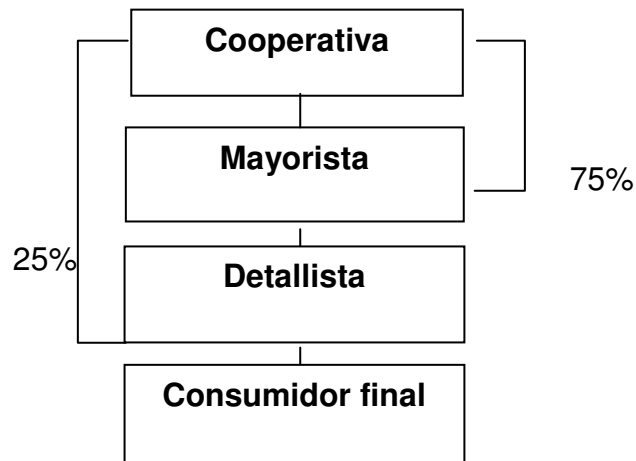 Cooperativa
Mayorista
75%
25%
Detallista
Consumidor final